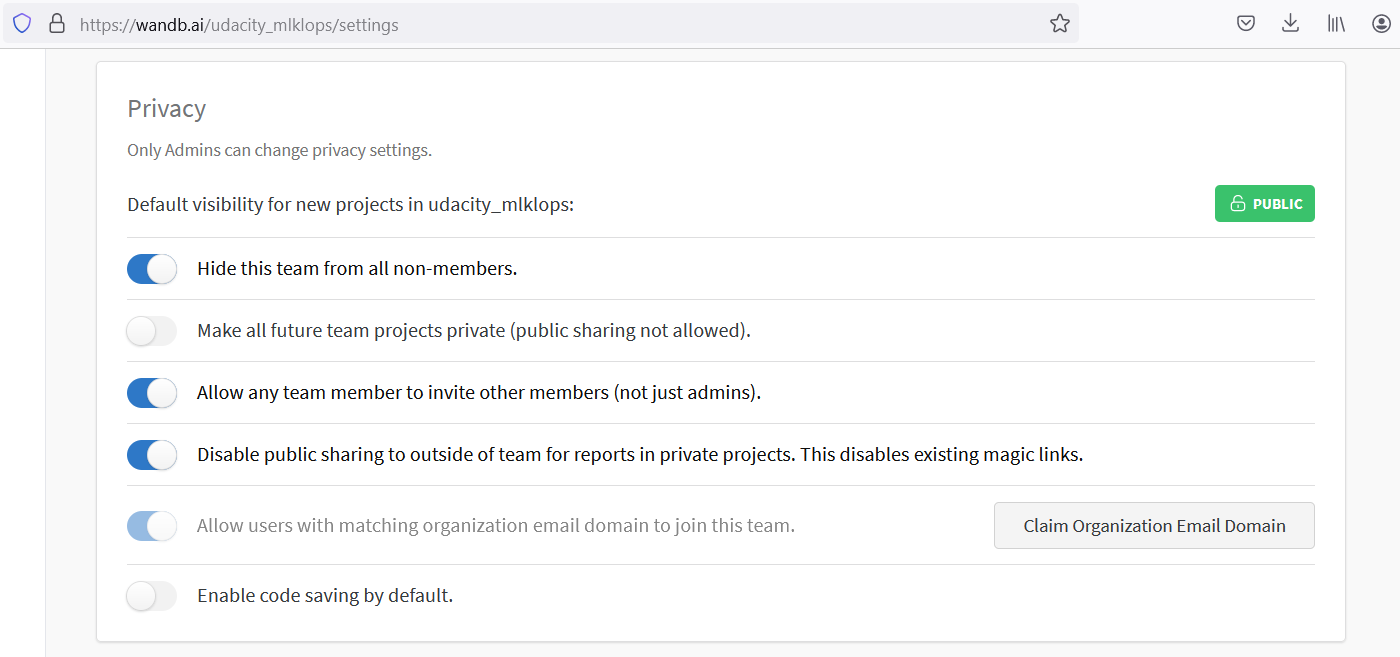 https://wandb.ai/udacity_mlklops/settings
Privacy
Only Admins can change privacy settings.
Default visibility for new projects in udacity_mlklops:
PUBLIC
Hide this team from all non-members.
Make all future team projects private (public sharing not allowed).
Allow any team member to invite other members (not just admins).
Disable public sharing to outside of team for reports in private projects. This disables existing magic links.
Allow users with matching organization email domain to join this team.
Claim Organization Email Domain
Enable code saving by default.